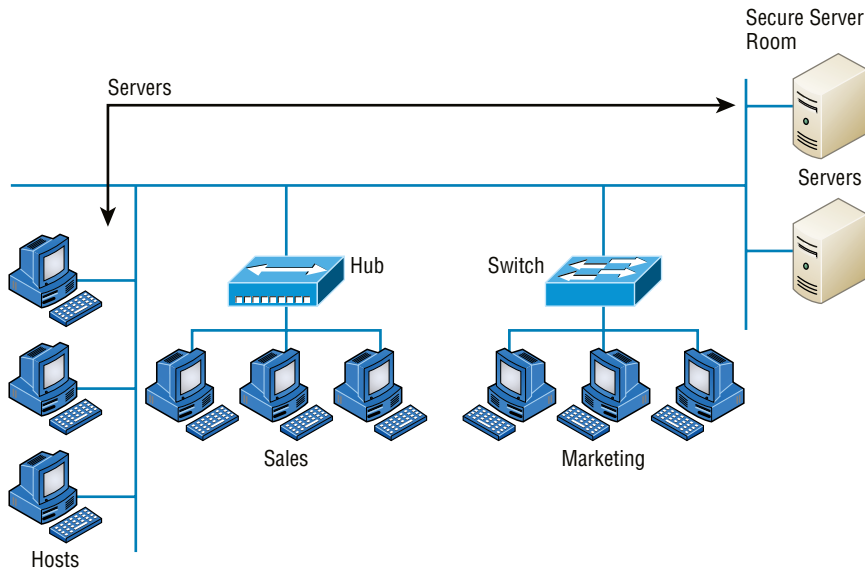 Secure Server
Room
Servers
Servers
Hub
Switch
Sales
Marketing
Hosts